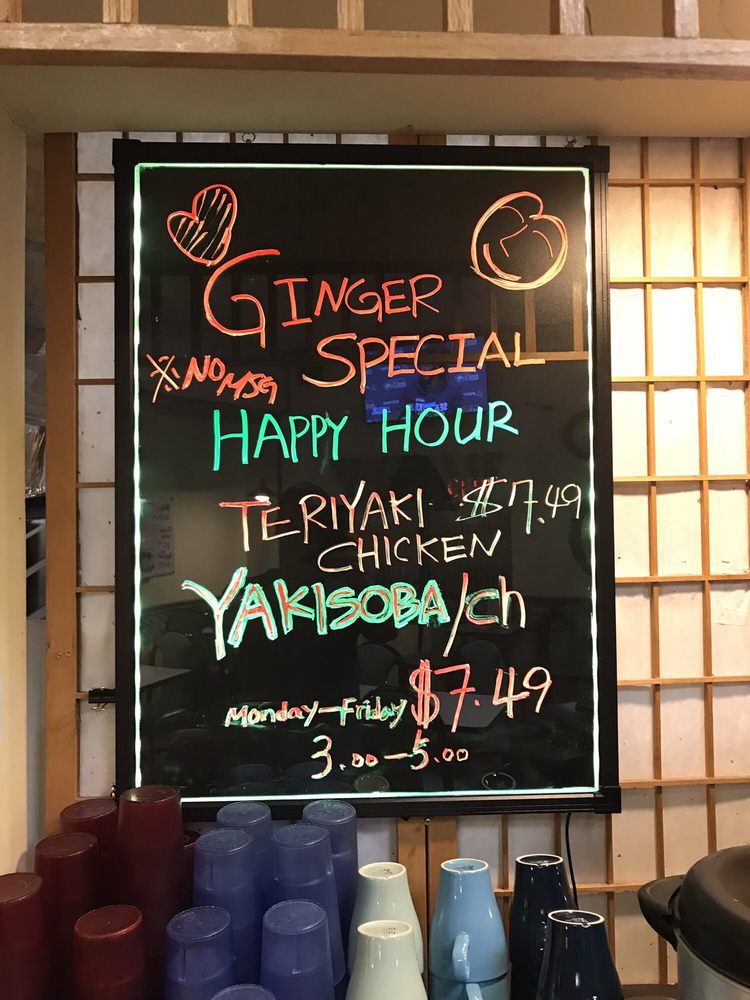 GINGER
SPECIAL
※NO MSG
HAPPY HOUR
TERIYAKI $7.49
CHICKEN
YAKISOBA/ch
Monday-Friday $7.49
3.00-5.00